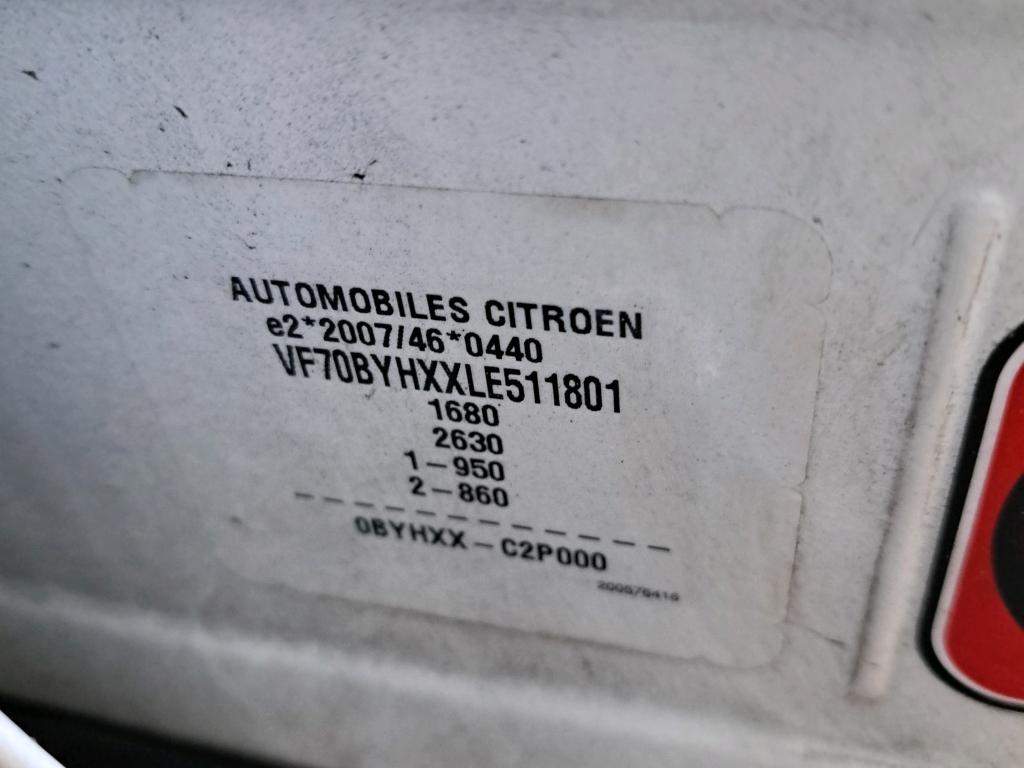 AUTOMOBILES CITROEN
e2*2007/46*0440
VF70BYHXXLE511801
1680
2630
1-950
2-860
0BYHXX-C2P000